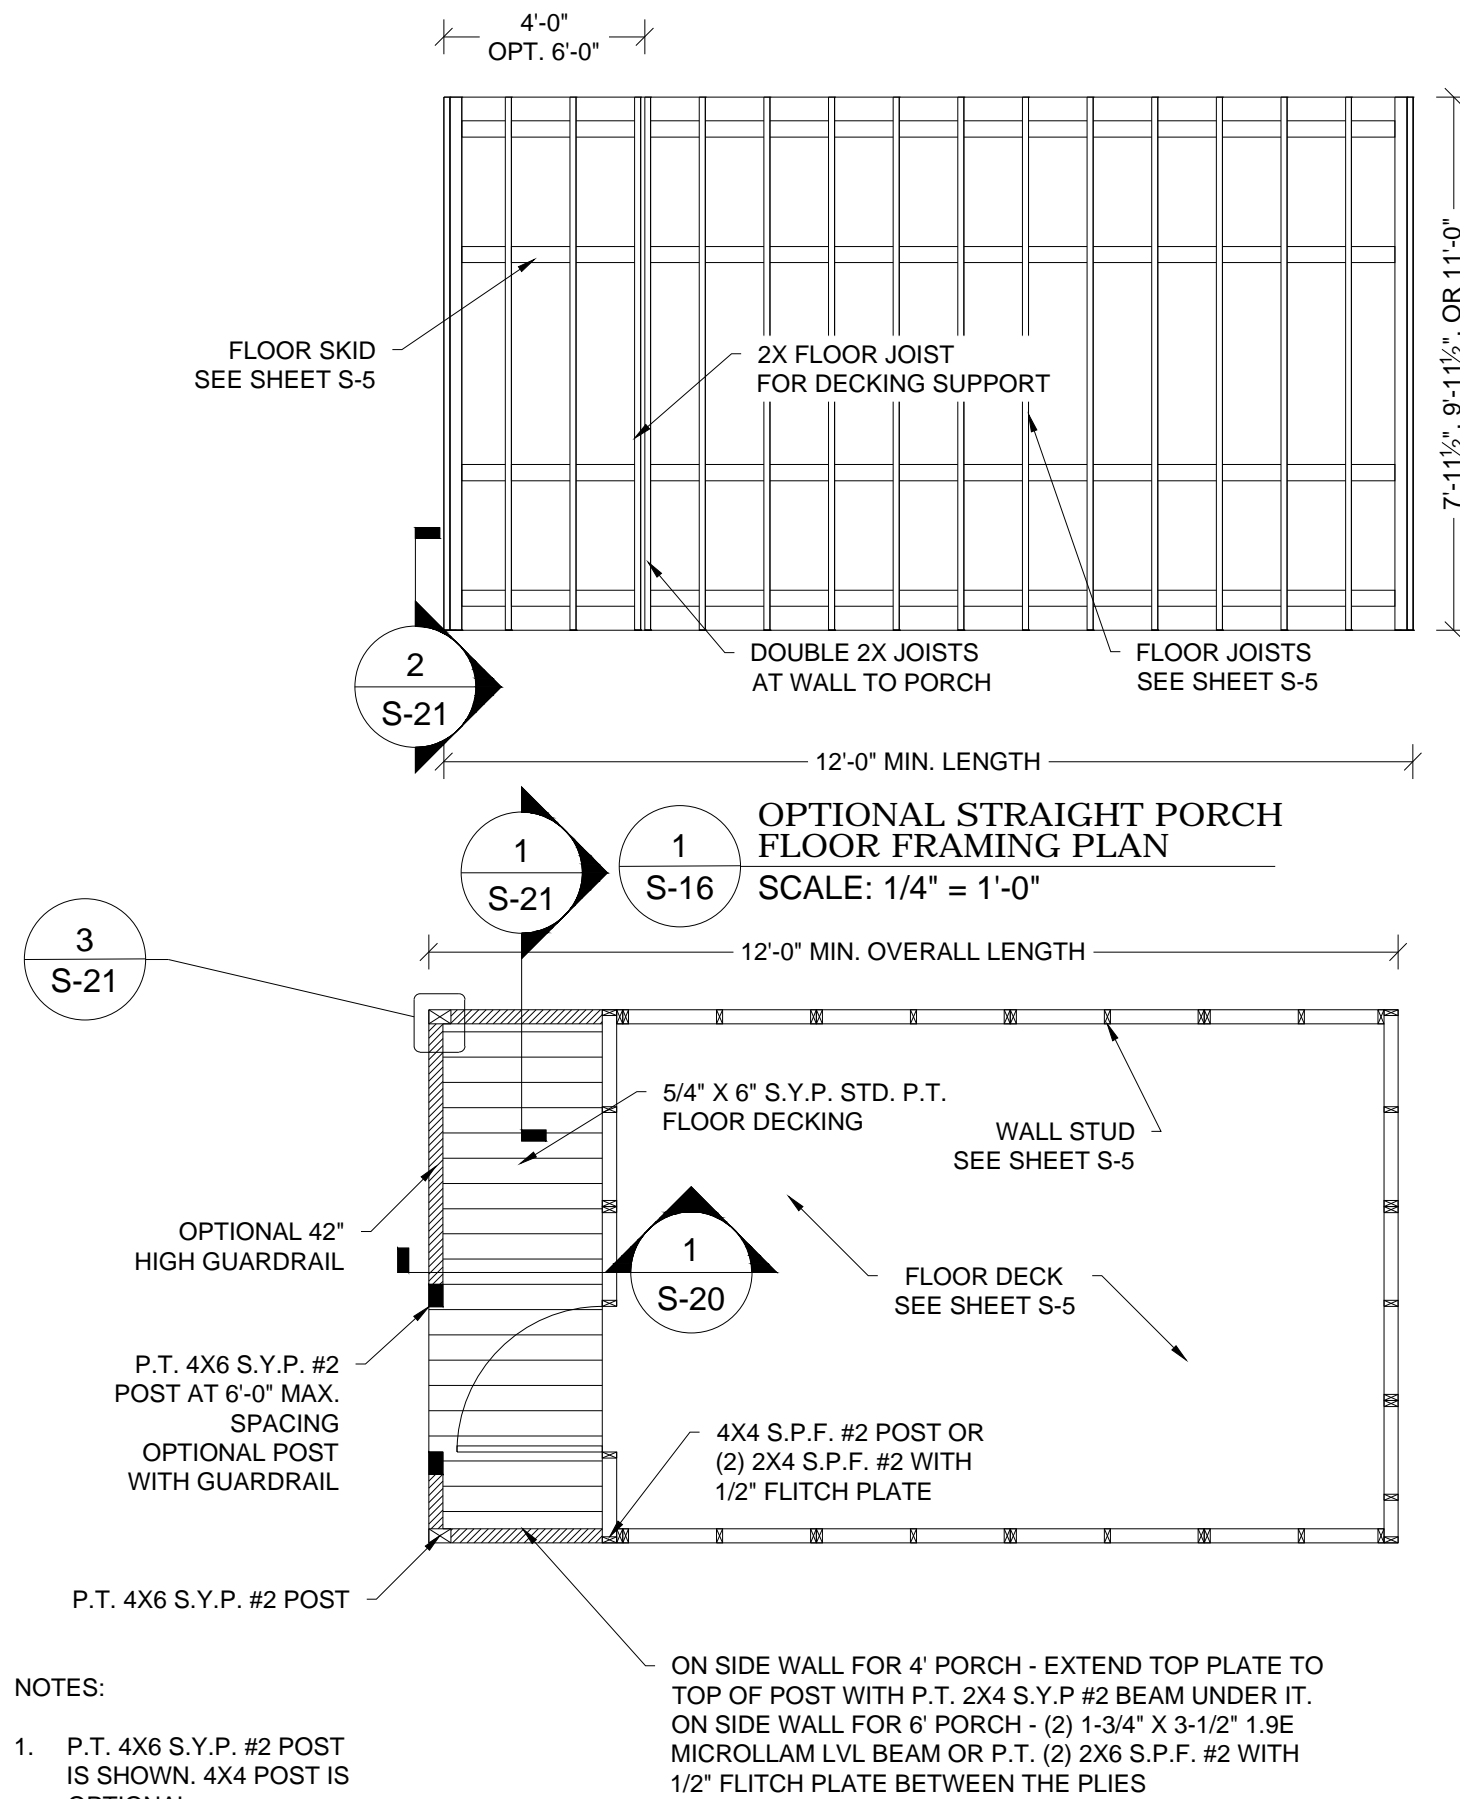 4'-0"
OPT. 6'-0"
7'-11½", 9'-11½", OR 11'-0"
FLOOR SKID
SEE SHEET S-5
2X FLOOR JOIST
FOR DECKING SUPPORT
DOUBLE 2X JOISTS
AT WALL TO PORCH
FLOOR JOISTS
SEE SHEET S-5
2
S-21
12'-0" MIN. LENGTH
1
S-21
1
S-16
OPTIONAL STRAIGHT PORCH
FLOOR FRAMING PLAN
SCALE: 1/4" = 1'-0"
3
S-21
12'-0" MIN. OVERALL LENGTH
5/4" X 6" S.Y.P. STD. P.T.
FLOOR DECKING
WALL STUD
SEE SHEET S-5
OPTIONAL 42"
HIGH GUARDRAIL
1
S-20
FLOOR DECK
SEE SHEET S-5
P.T. 4X6 S.Y.P. #2
POST AT 6'-0" MAX.
SPACING
OPTIONAL POST
WITH GUARDRAIL
4X4 S.P.F. #2 POST OR
(2) 2X4 S.P.F. #2 WITH
1/2" FLITCH PLATE
P.T. 4X6 S.Y.P. #2 POST
ON SIDE WALL FOR 4' PORCH - EXTEND TOP PLATE TO
TOP OF POST WITH P.T. 2X4 S.Y.P #2 BEAM UNDER IT.
ON SIDE WALL FOR 6' PORCH - (2) 1-3/4" X 3-1/2" 1.9E
MICROLLAM LVL BEAM OR P.T. (2) 2X6 S.P.F. #2 WITH
1/2" FLITCH PLATE BETWEEN THE PLIES
NOTES:
1. P.T. 4X6 S.Y.P. #2 POST
IS SHOWN. 4X4 POST IS
OPTIONAL